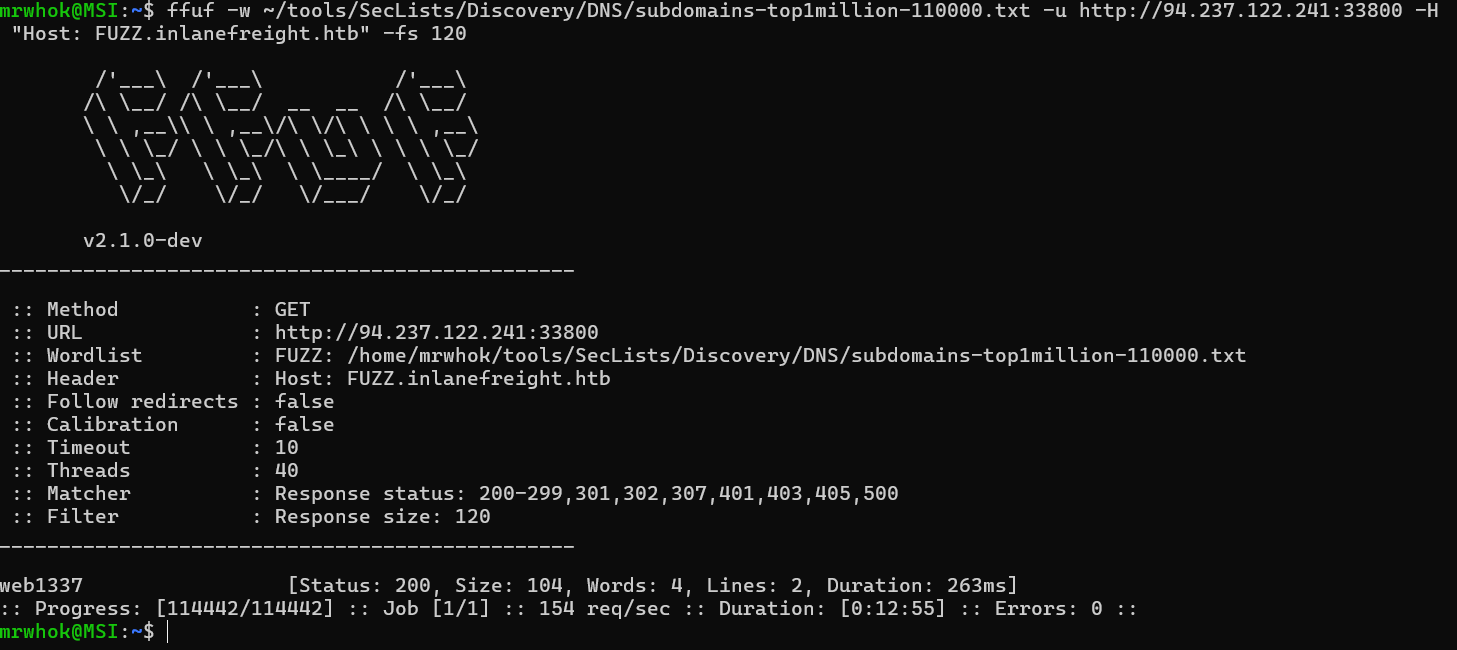 mrwhok@MSI:~$ ffuf -w ~/tools/SecLists/Discovery/DNS/subdomains-top1million-110000.txt -u http://94.237.122.241:33800 -H
 "Host: FUZZ.inlanefreight.htb" -fs 120

        /'___\  /'___\           /'___\
       /\ \__/ /\ \__/  __  __  /\ \__/
       \ \ ,__\\ \ ,__\/\ \/\ \ \ \ ,__\
        \ \ \_/ \ \ \_/\ \ \_\ \ \ \ \_/
         \ \_\   \ \_\  \ \____/  \ \_\
          \/_/    \/_/   \/___/    \/_/

       v2.1.0-dev
________________________________________________

 :: Method           : GET
 :: URL              : http://94.237.122.241:33800
 :: Wordlist         : FUZZ: /home/mrwhok/tools/SecLists/Discovery/DNS/subdomains-top1million-110000.txt
 :: Header           : Host: FUZZ.inlanefreight.htb
 :: Follow redirects : false
 :: Calibration      : false
 :: Timeout          : 10
 :: Threads          : 40
 :: Matcher          : Response status: 200-299,301,302,307,401,403,405,500
 :: Filter           : Response size: 120
________________________________________________

web1337                 [Status: 200, Size: 104, Words: 4, Lines: 2, Duration: 263ms]
:: Progress: [114442/114442] :: Job [1/1] :: 154 req/sec :: Duration: [0:12:55] :: Errors: 0 ::
mrwhok@MSI:~$